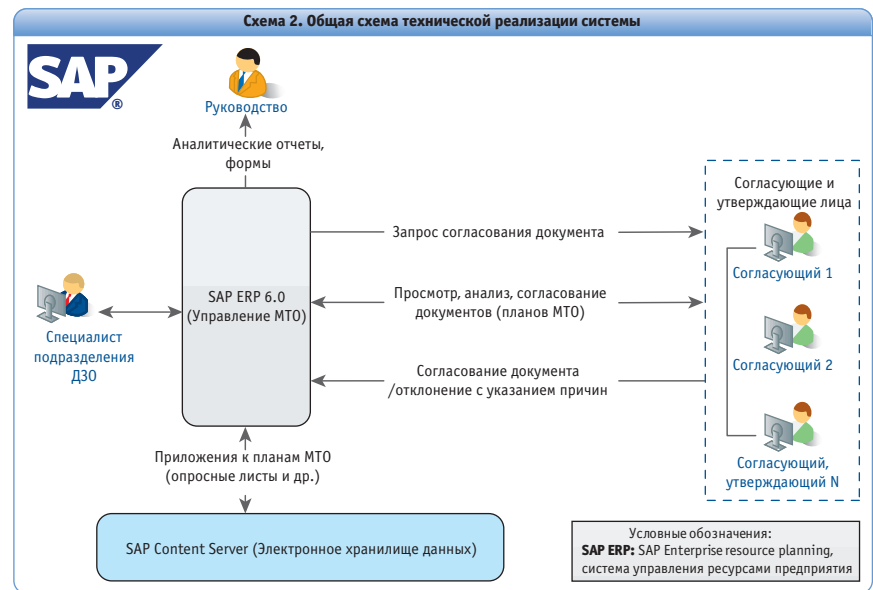 Схема 2. Общая схема технической реализации системы
SAP
®
Руководство
Аналитические отчеты,
формы
Согласующие и
утверждающие лица
Запрос согласования документа
Согласующий 1
SAP ERP 6.0
(Управление МТО)
Просмотр, анализ, согласование
документов (планов МТО)
Специалист
подразделения
ДЗО
Согласующий 2
Согласование документа
/отклонение с указанием причин
Приложения к планам МТО
(опросные листы и др.)
Согласующий,
утверждающий N
SAP Content Server (Электронное хранилище данных)
Условные обозначения:
SAP ERP: SAP Enterprise resource planning,
система управления ресурсами предприятия